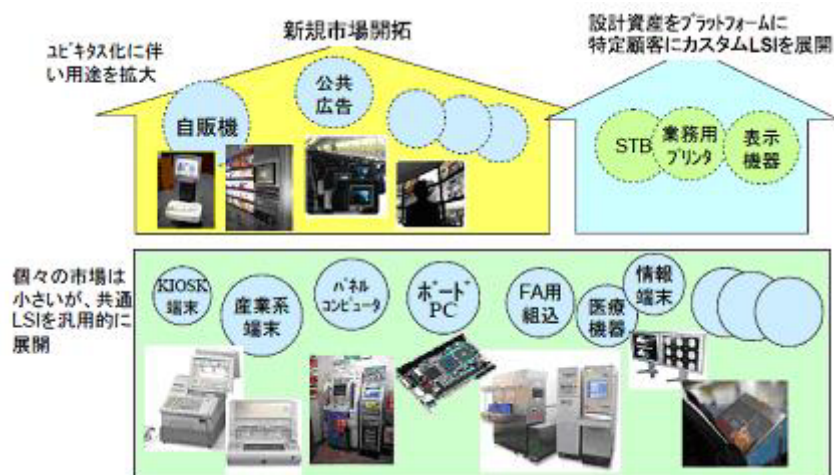 新規市場開拓
ユビキタス化に伴
い用途を拡大
自販機
公共
広告
設計資産をプラットフォームに
特定顧客にカスタムLSIを展開
STB
業務用
プリンタ
表示
機器
個々の市場は
小さいが、共通
LSIを汎用的に
展開
KIOSK
端末
産業系
端末
パネル
コンピュータ
ボード
PC
FA用
組込
医療
機器
情報
端末